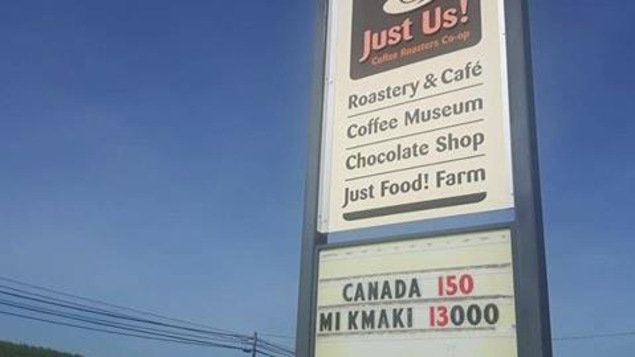 Just Us!
Coffee Roasters Co-op
Roastery & Café
Coffee Museum
Chocolate Shop
Just Food! Farm
CANADA 150
MI KMAKI 13000